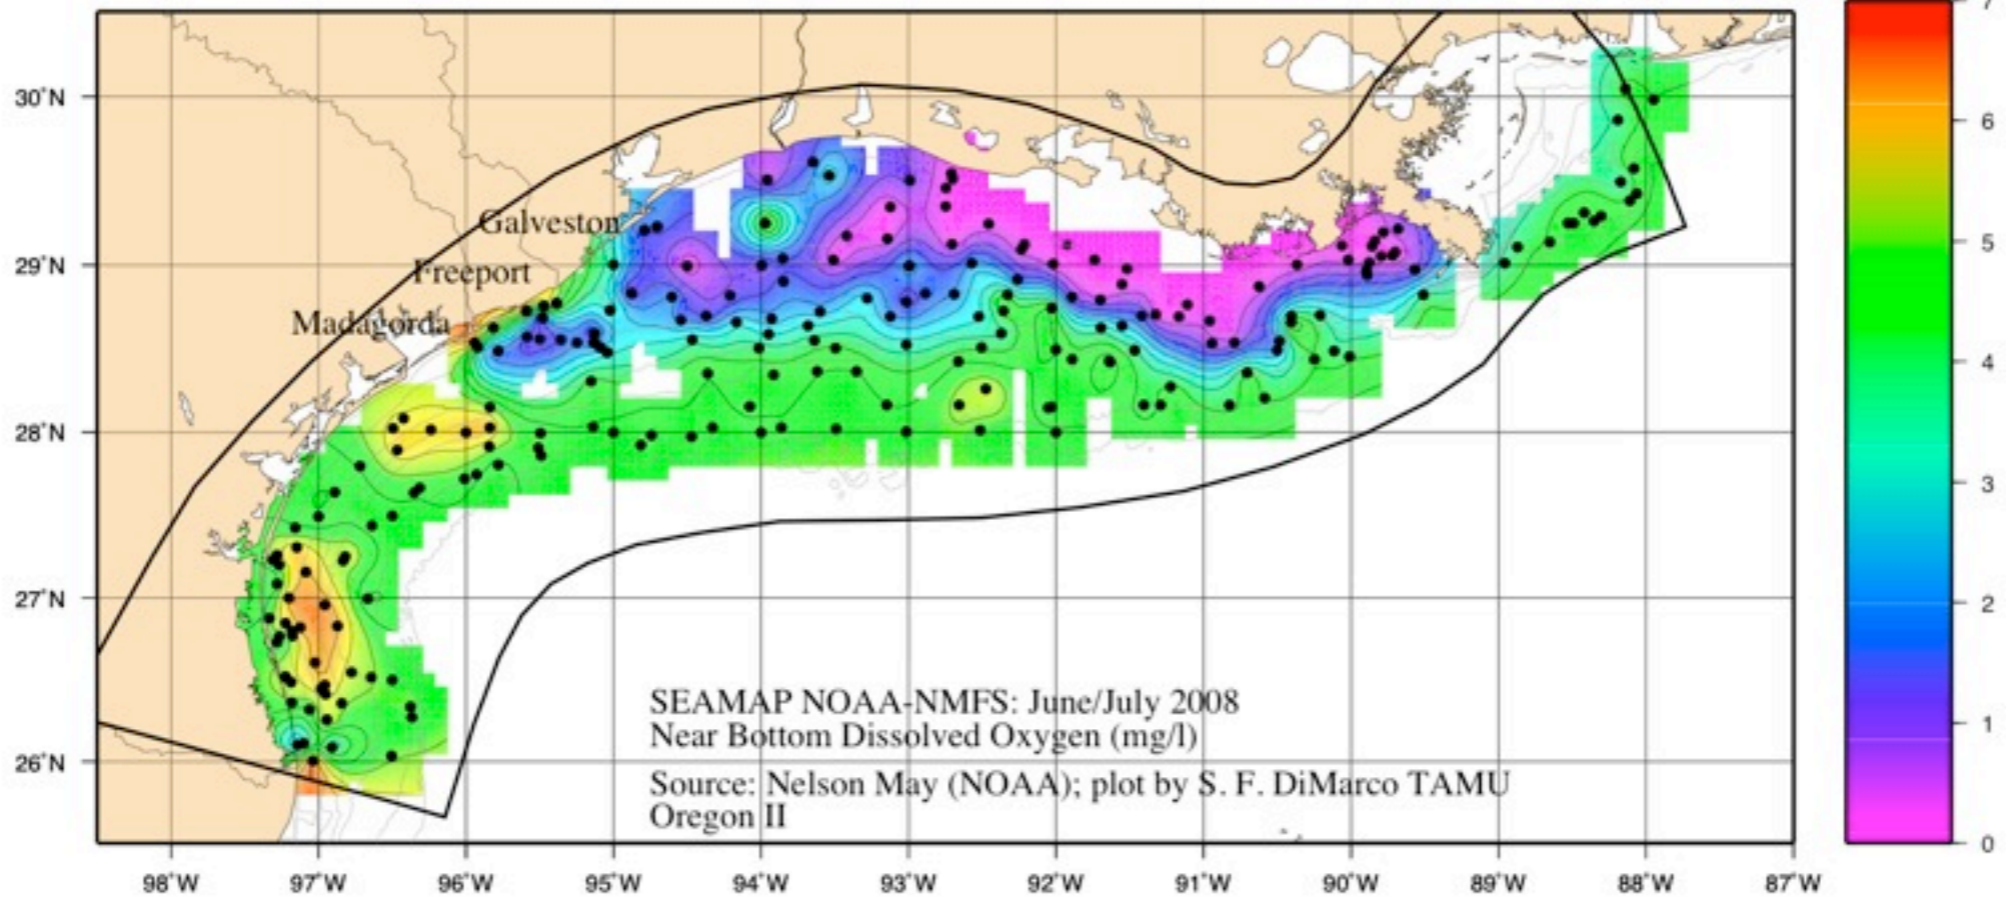 30°N
29°N
28°N
27°N
26°N
Galveston
Freeport
Madagorda
SEAMAP NOAA-NMFS: June/July 2008
Near Bottom Dissolved Oxygen (mg/l)
Source: Nelson May (NOAA); plot by S. F. DiMarco TAMU
Oregon II
98°W 97°W 96°W 95°W 94°W 93°W 92°W 91°W 90°W 89°W 88°W 87°W
7
6
5
4
3
2
1
0